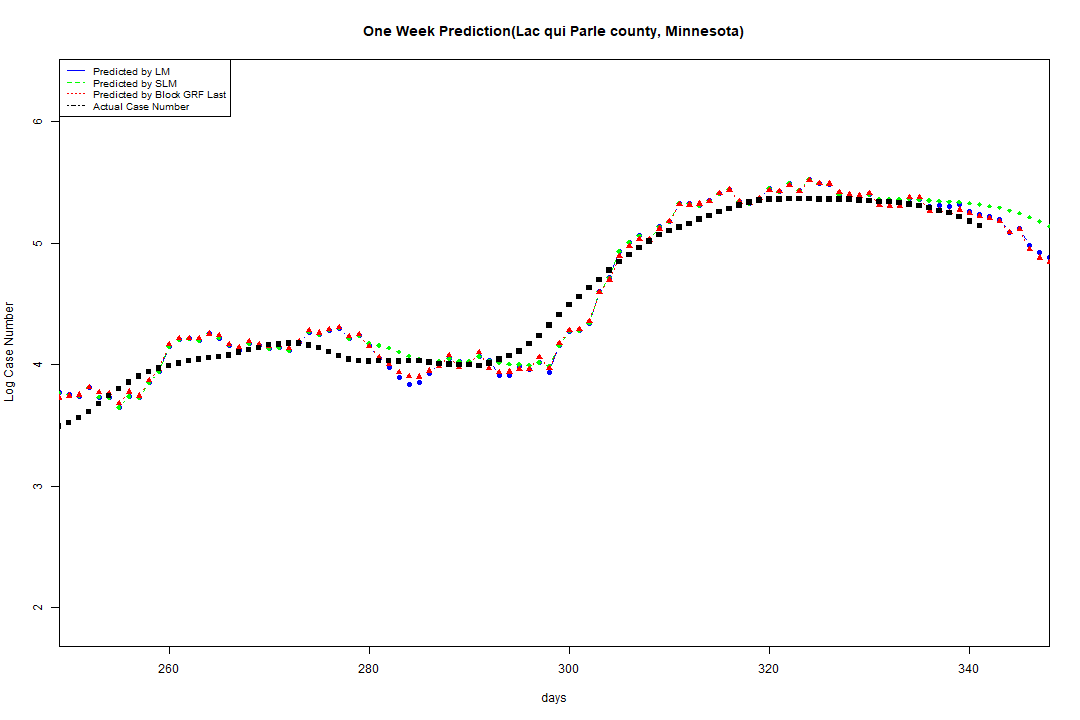 One Week Prediction(Lac qui Parle county, Minnesota)
Predicted by LM
Predicted by SLM
Predicted by Block GRF Last
Actual Case Number
6
5
4
3
2
Log Case Number
260 280 300 320 340
days